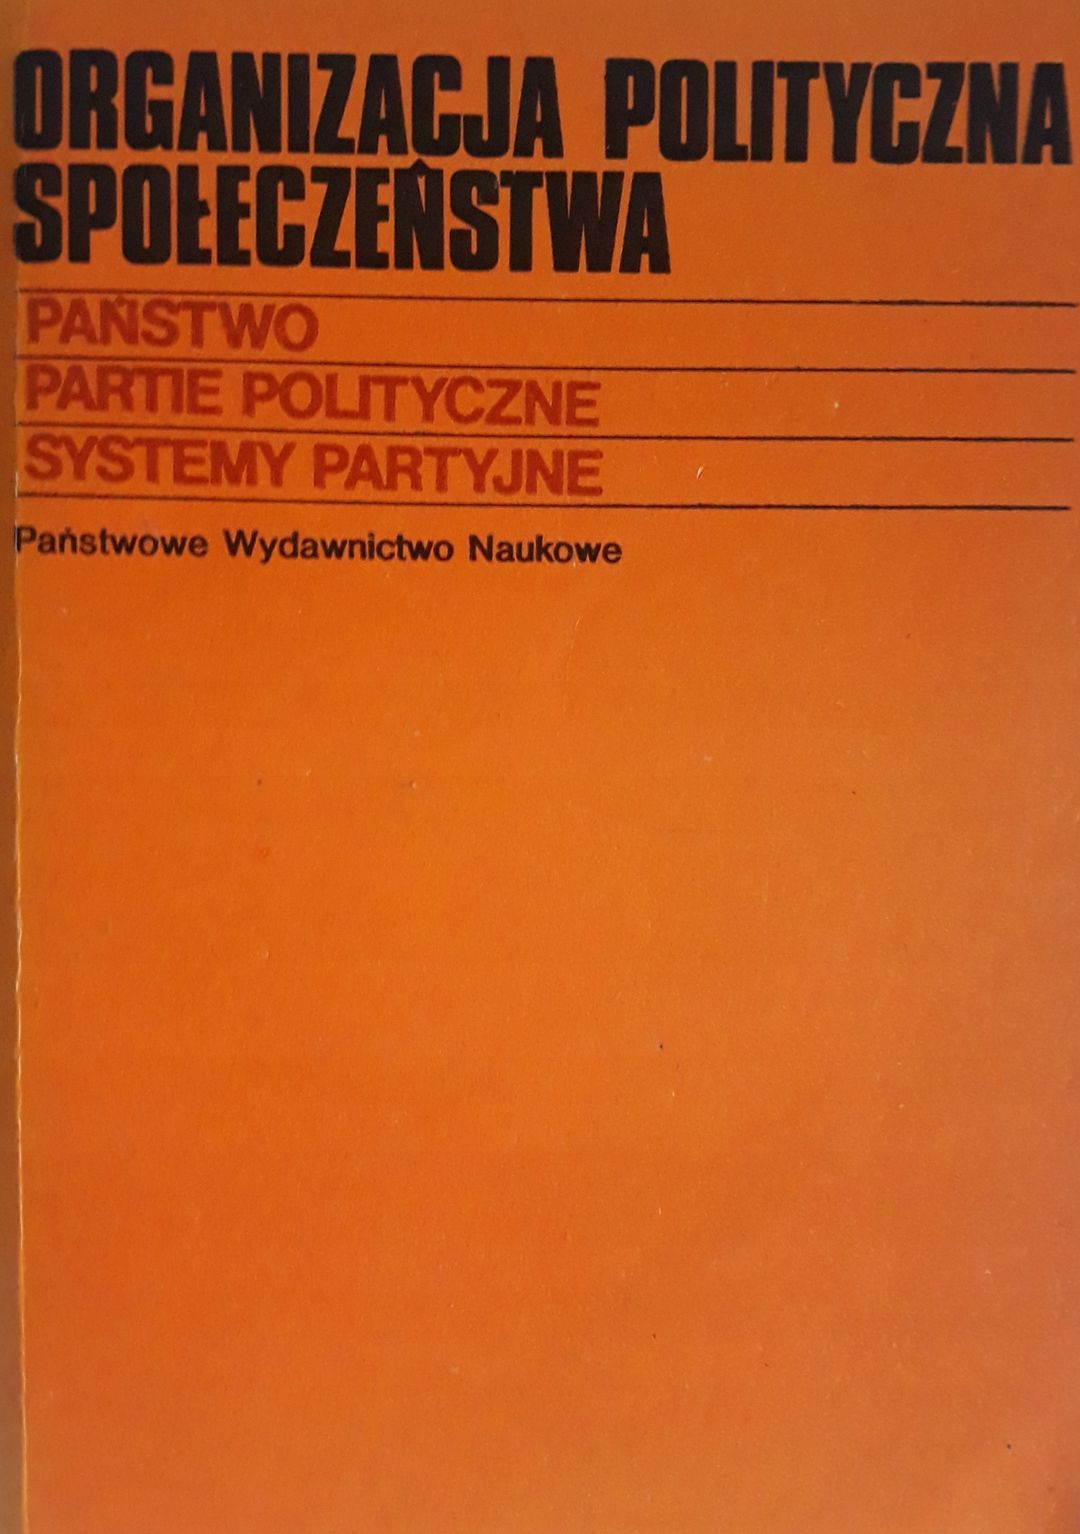 ORGANIZACJA POLITYCZNA
SPOŁECZEŃSTWA
PAŃSTWO
PARTIE POLITYCZNE
SYSTEMY PARTYJNE
Państwowe Wydawnictwo Naukowe